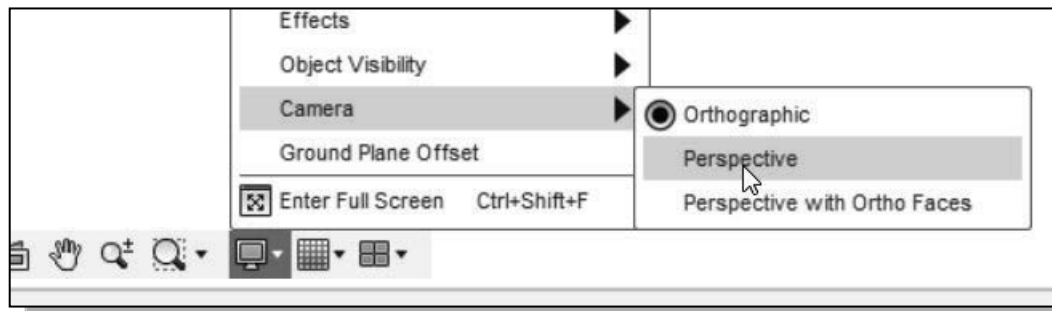 Effects
Object Visibility
Camera
Orthographic
Perspective
Ground Plane Offset
Enter Full Screen Ctrl+Shift+F
Perspective with Ortho Faces